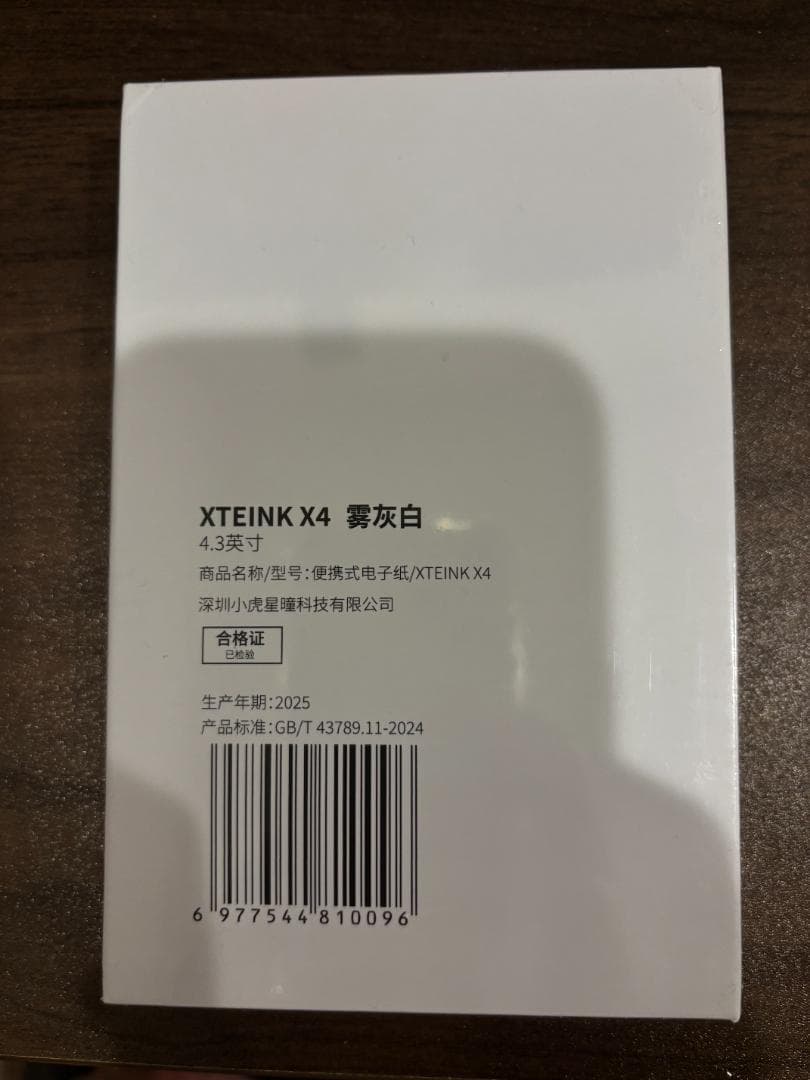 XTEINK X4 雾灰白
4.3英寸
商品名称/型号:便携式电子纸/XTEINK X4
深圳小虎星曈科技有限公司
合格证
已检验
生产年期:2025
产品标准:GB/T 43789.11-2024
6 977544 810096